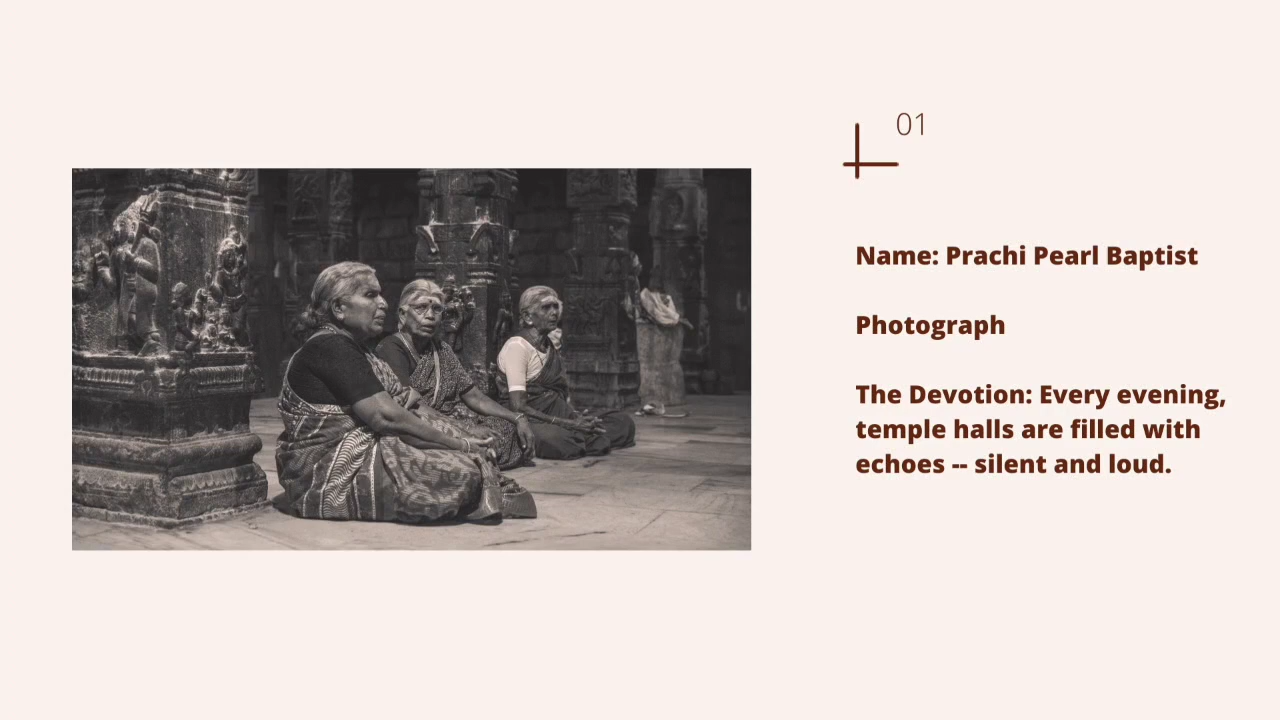 01
Name: Prachi Pearl Baptist
Photograph
The Devotion: Every evening,
temple halls are filled with
echoes -- silent and loud.